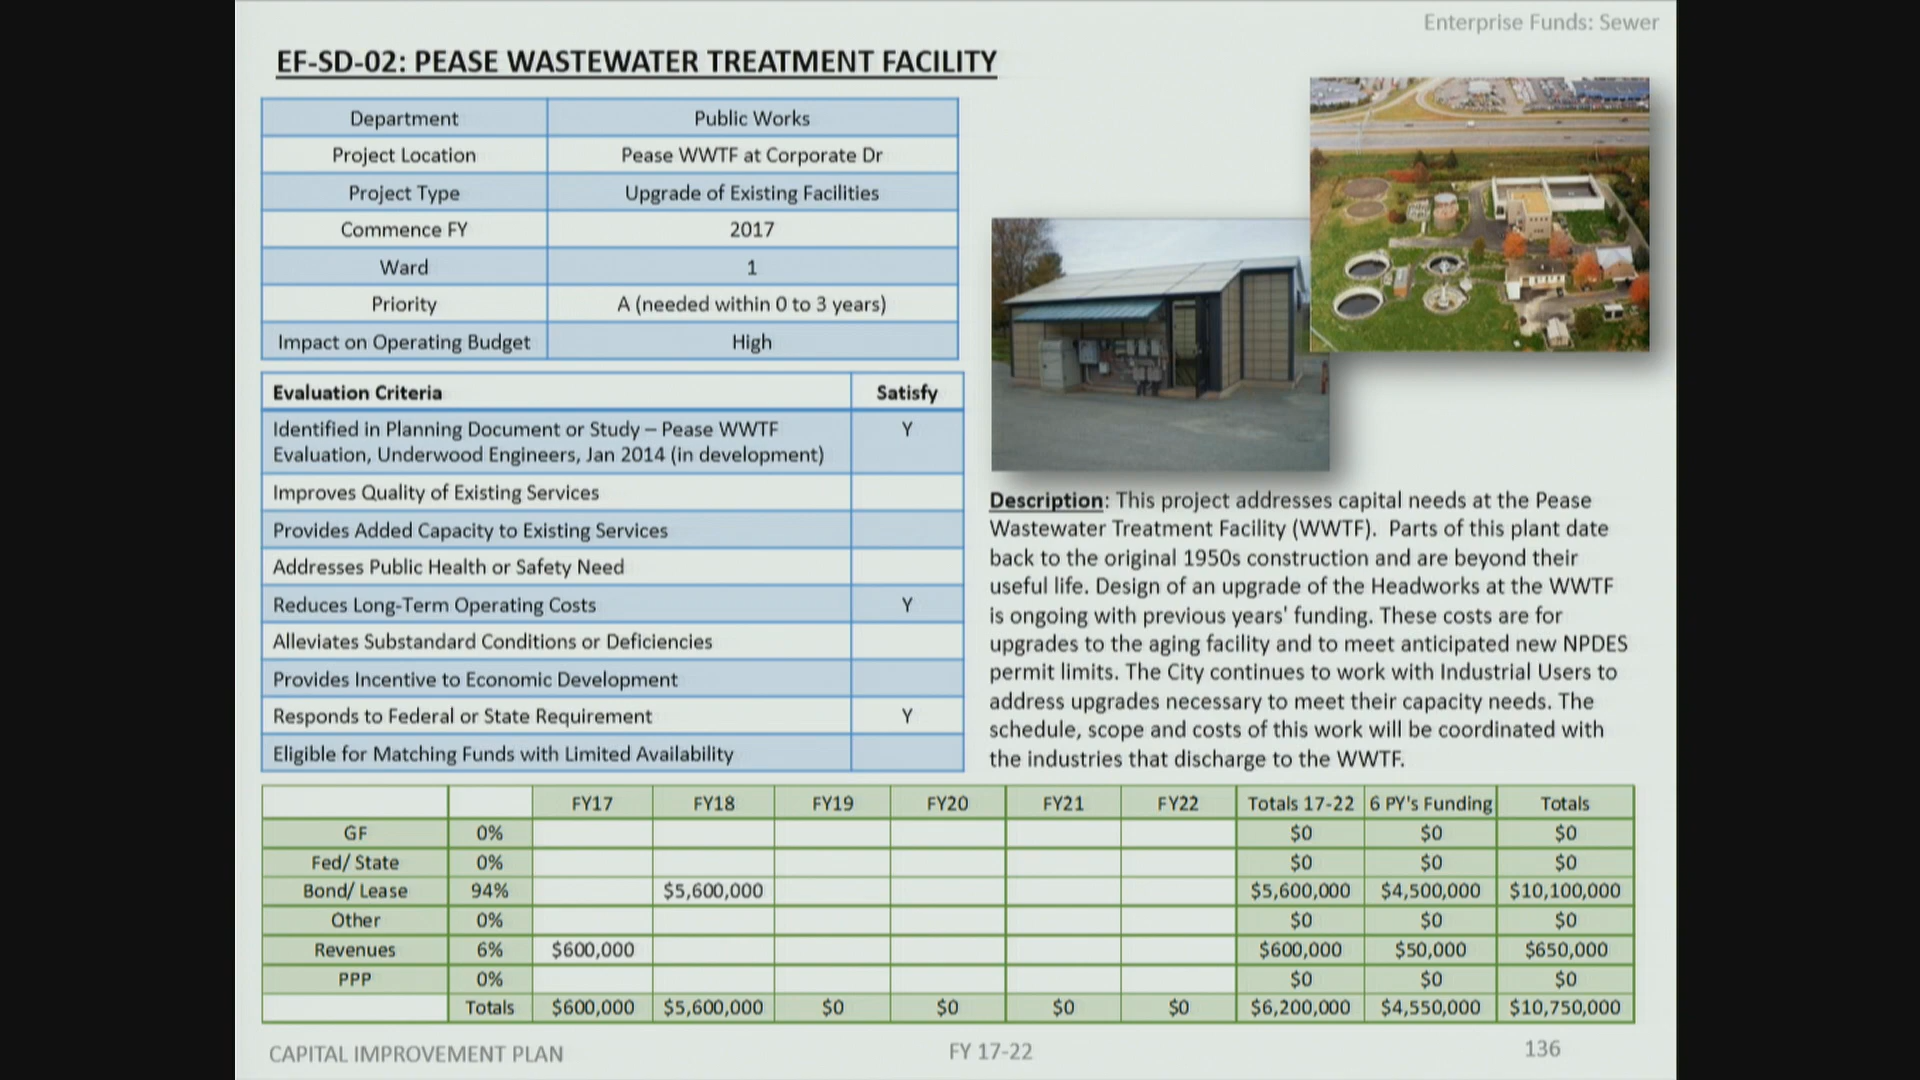 Enterprise Funds: Sewer
EF-SD-02: PEASE WASTEWATER TREATMENT FACILITY
Department Public Works
Project Location Pease WWTF at Corporate Dr
Project Type Upgrade of Existing Facilities
Commence FY 2017
Ward 1
Priority A (needed within 0 to 3 years)
Impact on Operating Budget High
Evaluation Criteria Satisfy
Identified in Planning Document or Study – Pease WWTF Y
Evaluation, Underwood Engineers, Jan 2014 (in development)
Improves Quality of Existing Services
Provides Added Capacity to Existing Services
Addresses Public Health or Safety Need
Reduces Long-Term Operating Costs Y
Alleviates Substandard Conditions or Deficiencies
Provides Incentive to Economic Development
Responds to Federal or State Requirement Y
Eligible for Matching Funds with Limited Availability
Description: This project addresses capital needs at the Pease
Wastewater Treatment Facility (WWTF). Parts of this plant date
back to the original 1950s construction and are beyond their
useful life. Design of an upgrade of the Headworks at the WWTF
is ongoing with previous years' funding. These costs are for
upgrades to the aging facility and to meet anticipated new NPDES
permit limits. The City continues to work with Industrial Users to
address upgrades necessary to meet their capacity needs. The
schedule, scope and costs of this work will be coordinated with
the industries that discharge to the WWTF.
FY17 FY18 FY19 FY20 FY21 FY22 Totals 17-22 6 PY's Funding Totals
GF 0% $0 $0 $0
Fed/ State 0% $0 $0 $0
Bond/ Lease 94% $5,600,000 $5,600,000 $4,500,000 $10,100,000
Other 0% $0 $0 $0
Revenues 6% $600,000 $600,000 $50,000 $650,000
PPP 0% $0 $0 $0
Totals $600,000 $5,600,000 $0 $0 $0 $0 $6,200,000 $4,550,000 $10,750,000
CAPITAL IMPROVEMENT PLAN FY 17-22 136